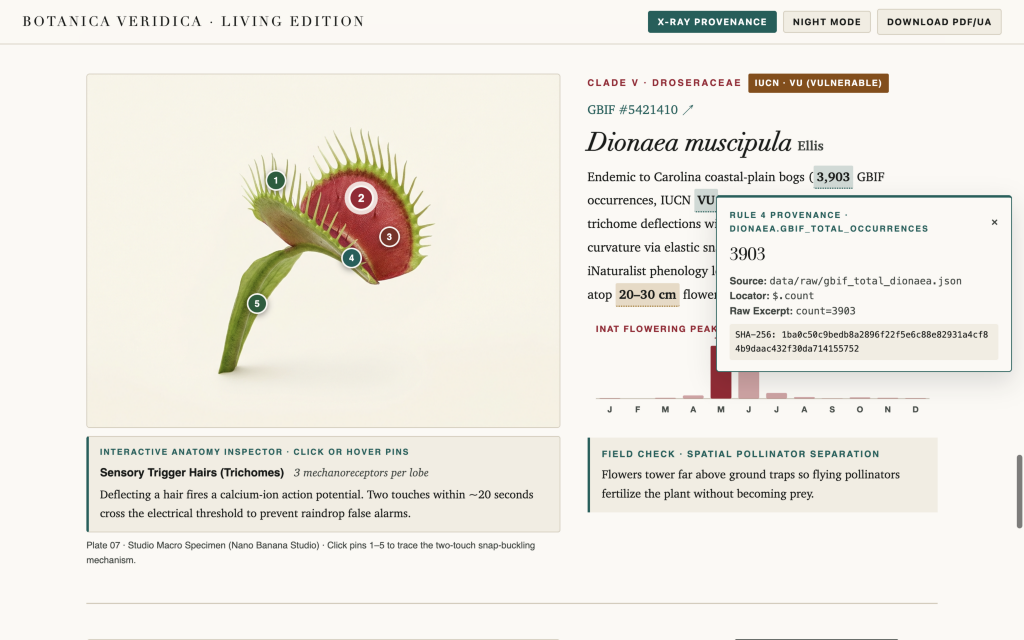 BOTANICA VERIDICA · LIVING EDITION
X-RAY PROVENANCE
NIGHT MODE
DOWNLOAD PDF/UA
CLADE V · DROSERACEAE
IUCN · VU (VULNERABLE)
GBIF #5421410 ↗
Dionaea muscipula Ellis
Endemic to Carolina coastal-plain bogs (3,903 GBIF
occurrences, IUCN VU
trichome deflections
curvature via elastic
iNaturalist phenology
atop 20–30 cm
RULE 4 PROVENANCE ·
DIONAEA.GBIF_TOTAL_OCCURRENCES
×
3903
Source: data/raw/gbif_total_dionaea.json
Locator: $.count
Raw Excerpt: count=3903
SHA-256: 1ba0c50c9bedb8a2896f22f5e6c88e82931a4cf8
4b9daac432f30da714155752
INAT FLOWERING
J F M A M J J A S O N D
1
2
3
4
5
INTERACTIVE ANATOMY INSPECTOR · CLICK OR HOVER PINS
Sensory Trigger Hairs (Trichomes) 3 mechanoreceptors per lobe
Deflecting a hair fires a calcium-ion action potential. Two touches within ~20 seconds
cross the electrical threshold to prevent raindrop false alarms.
FIELD CHECK · SPATIAL POLLINATOR SEPARATION
Flowers tower far above ground traps so flying pollinators
fertilize the plant without becoming prey.
Plate 07 · Studio Macro Specimen (Nano Banana Studio) · Click pins 1–5 to trace the two-touch snap-buckling
mechanism.